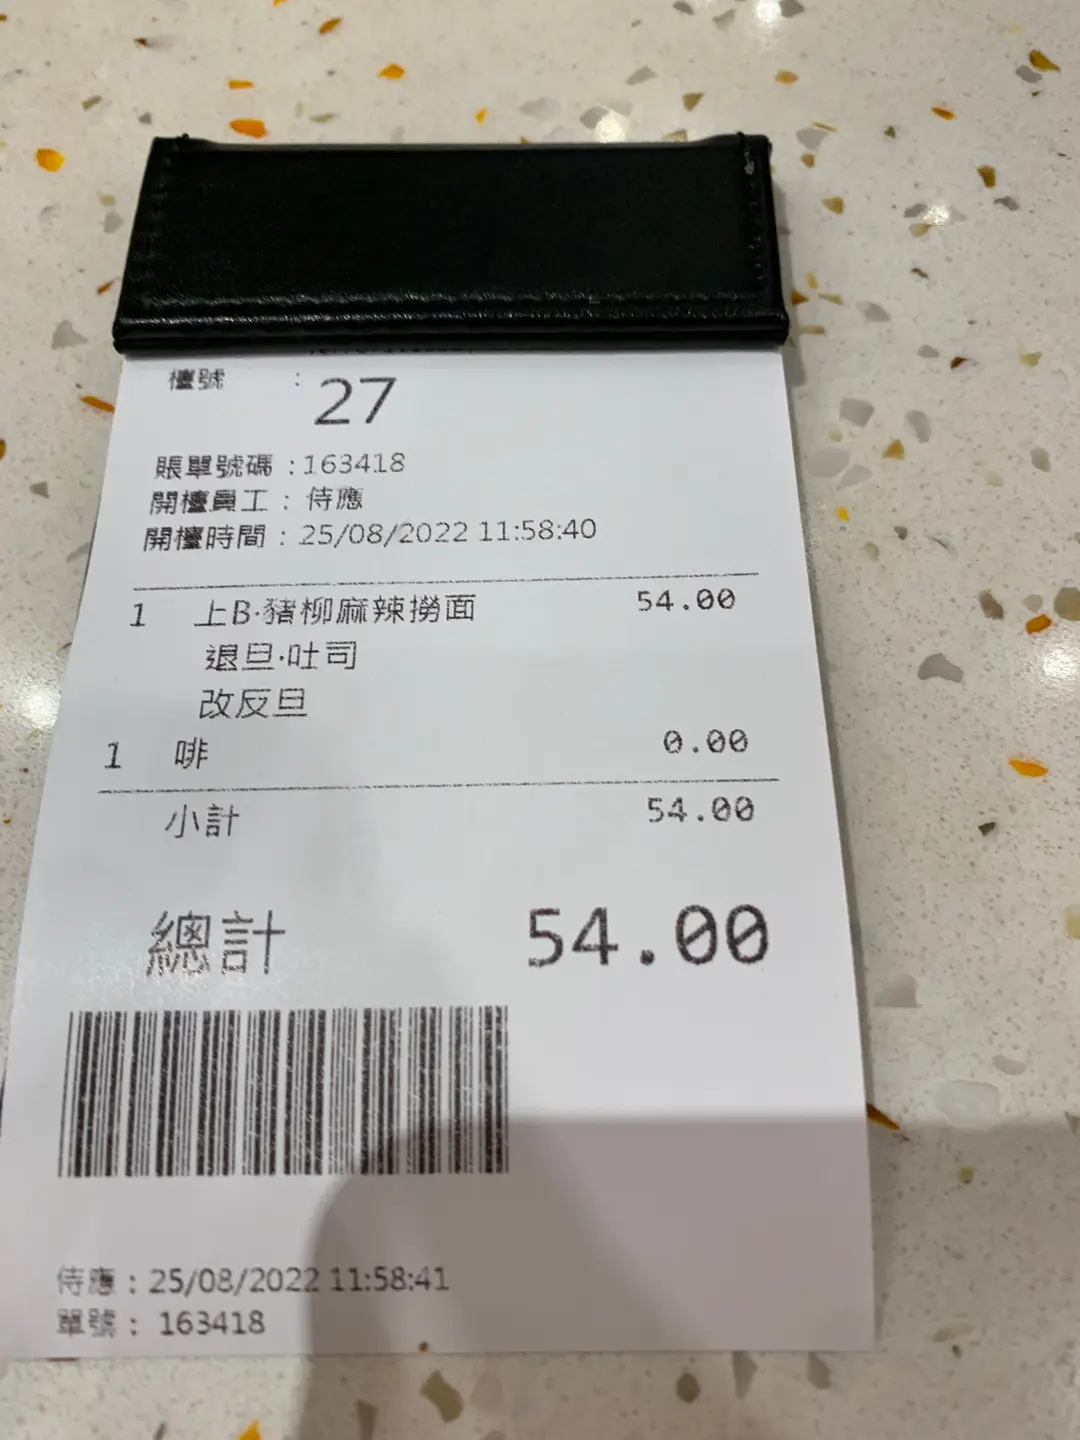 檯號 : 27
賬單號碼 : 163418
開檯員工 : 侍應
開檯時間 : 25/08/2022 11:58:40
1 上B·豬柳麻辣撈面 54.00
退旦·吐司
改反旦
1 啡 0.00
小計 54.00
總計 54.00
侍應 : 25/08/2022 11:58:41
單號 : 163418